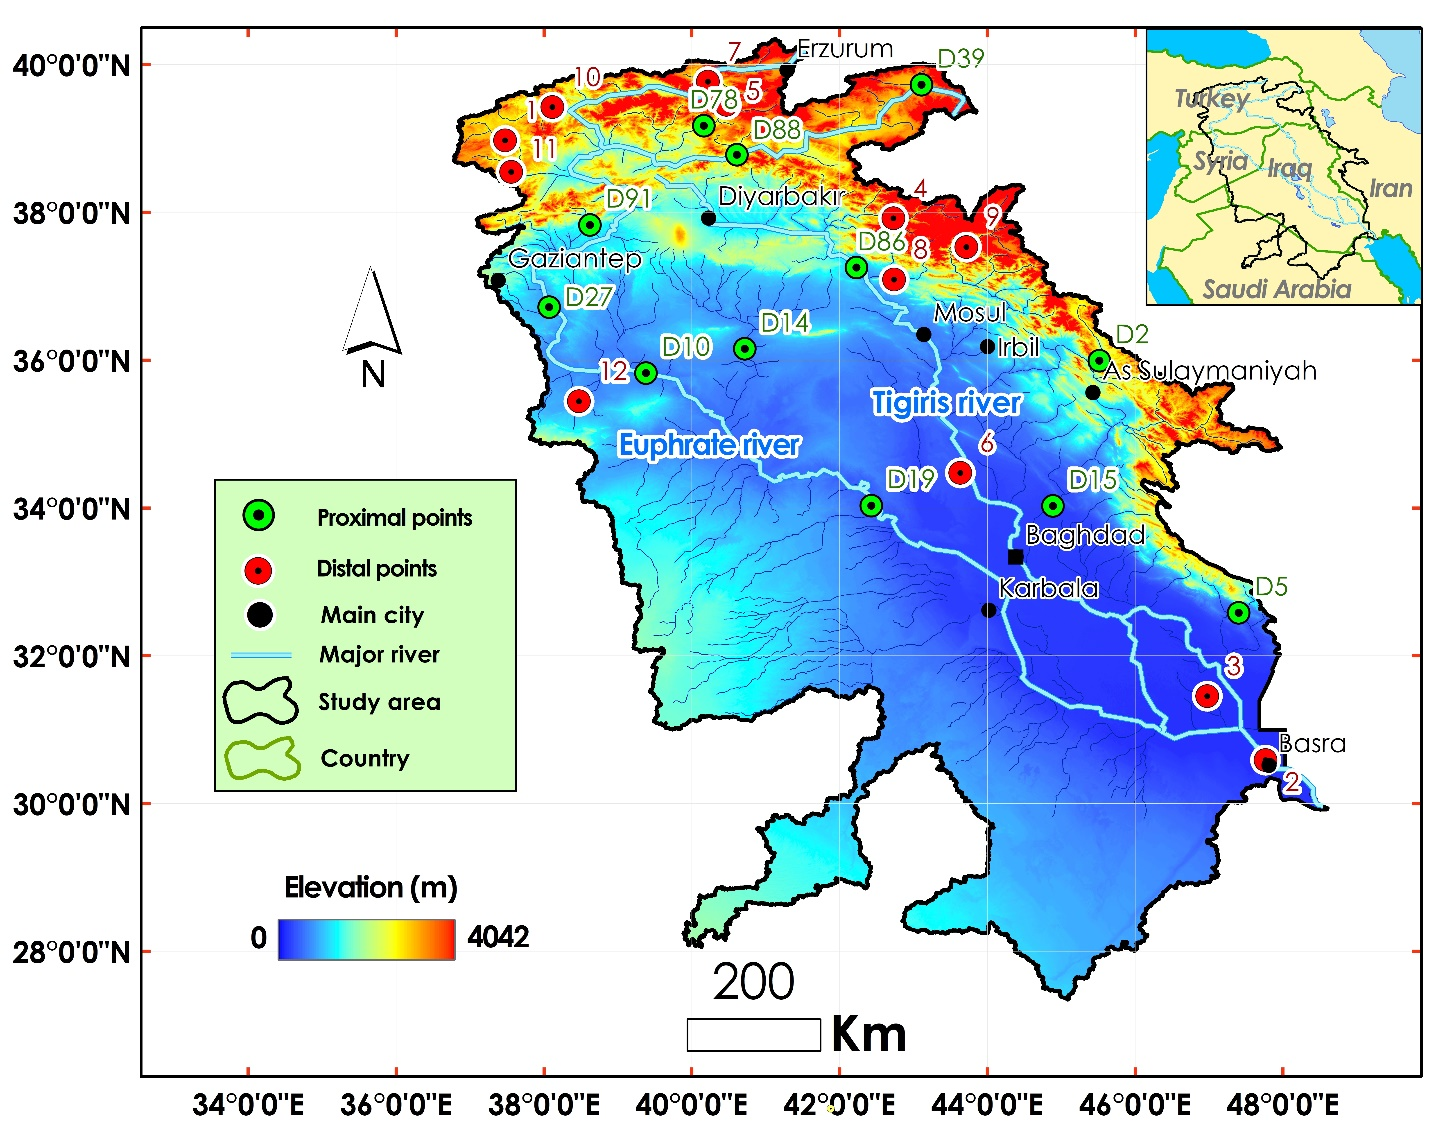 40°0'0"N
38°0'0"N
36°0'0"N
34°0'0"N
32°0'0"N
30°0'0"N
28°0'0"N
7
Erzurum
D39
10
5
D78
1
D88
11
Diyarbakır
4
D91
9
D86
8
Gaziantep
D27
Mosul
D14
Irbil
D2
D10
As Sulaymaniyah
12
Tigiris river
Euphrate river
6
D19
D15
Baghdad
Karbala
D5
3
Basra
2
N
Turkey
Syria
Iraq
Iran
Saudi Arabia
Proximal points
Distal points
Main city
Major river
Study area
Country
Elevation (m)
0
4042
200
Km
34°0'0"E
36°0'0"E
38°0'0"E
40°0'0"E
42°0'0"E
44°0'0"E
46°0'0"E
48°0'0"E